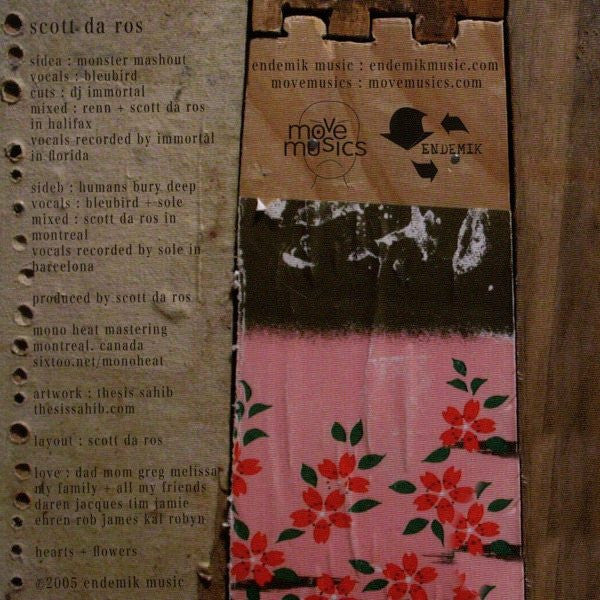 scott da ros
sidea : monster mashout
vocals : bleubird
cuts : dj immortal
mixed : renn + scott da ros
in halifax
vocals recorded by immortal
in florida
sideb : humans bury deep
vocals : bleubird + sole
mixed : scott da ros in
montreal
vocals recorded by sole in
barcelona
produced by scott da ros
mono heat mastering
montreal. canada
sixtoo.net/monoheat
artwork : thesis sahib
thesissahib.com
layout : scott da ros
love : dad mom greg melissa
my family + all my friends
daren jacques tim jamie
ehren rob james kat robyn
hearts + flowers
©2005 endemik music
endemik music : endemikmusic.com
movemusics : movemusics.com
move
musics
ENDEMIK